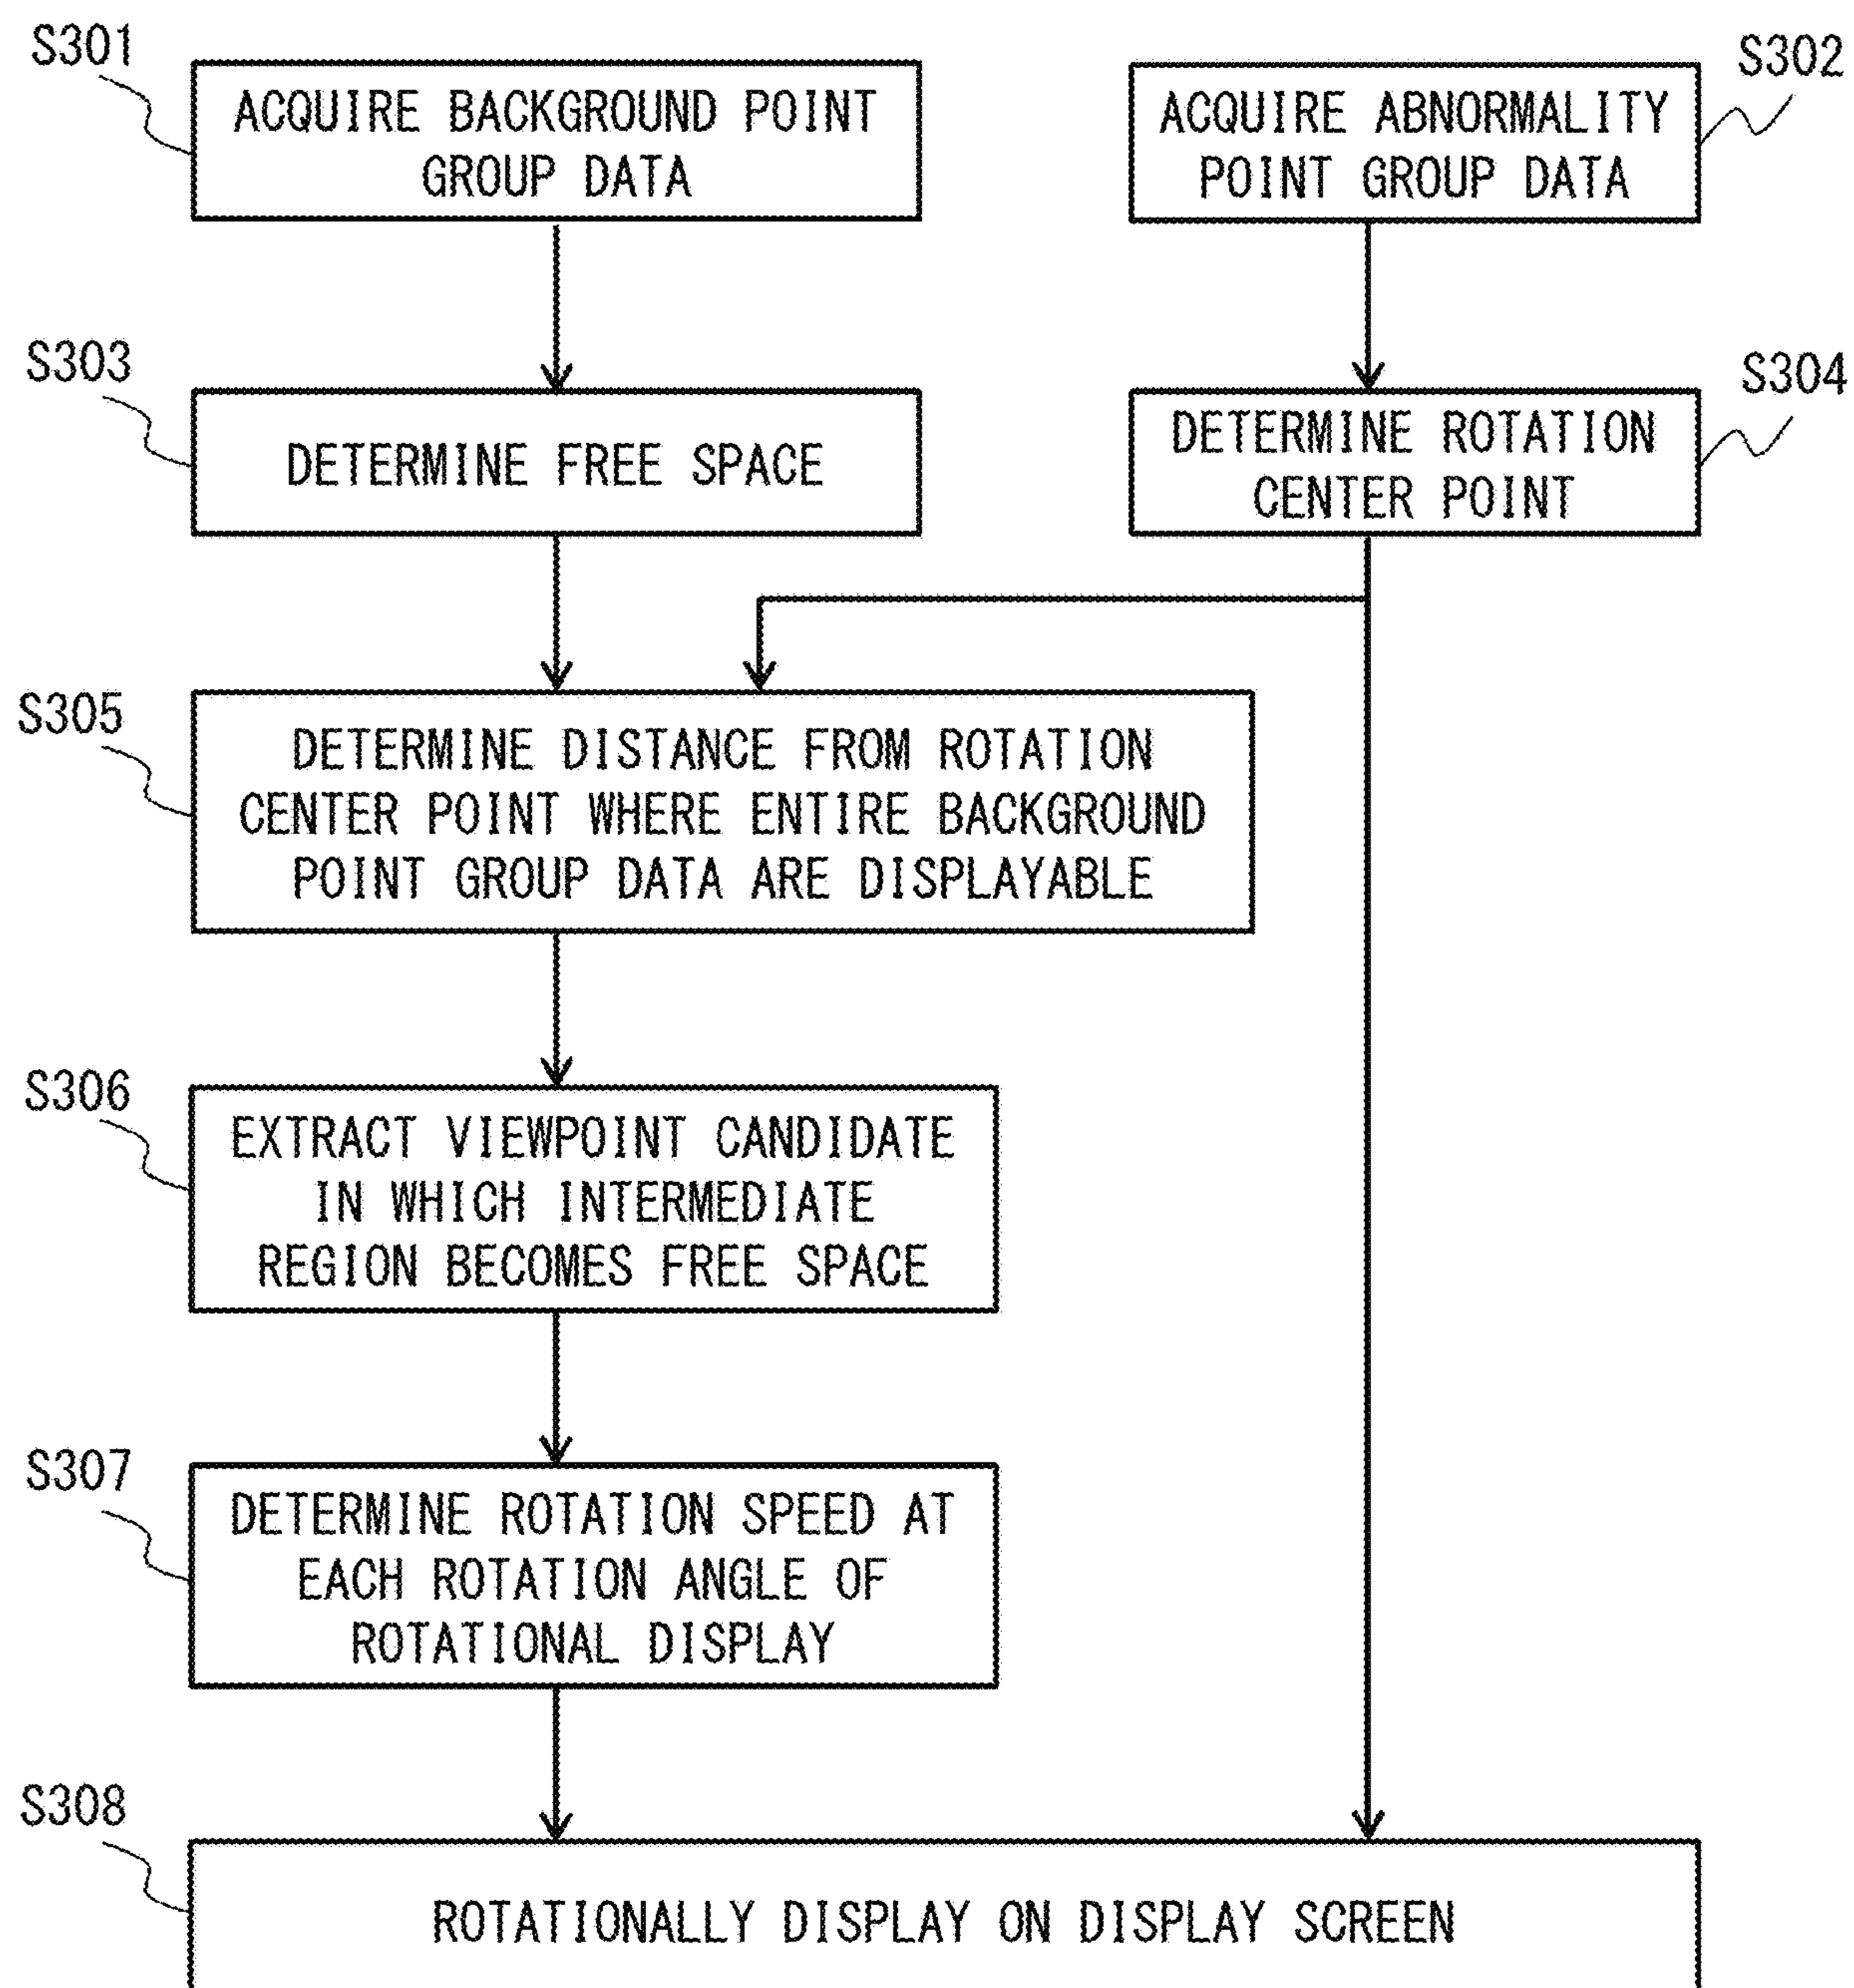 S301
ACQUIRE BACKGROUND POINT
GROUP DATA
S302
ACQUIRE ABNORMALITY
POINT GROUP DATA
S303
DETERMINE FREE SPACE
S304
DETERMINE ROTATION
CENTER POINT
S305
DETERMINE DISTANCE FROM ROTATION
CENTER POINT WHERE ENTIRE BACKGROUND
POINT GROUP DATA ARE DISPLAYABLE
S306
EXTRACT VIEWPOINT CANDIDATE
IN WHICH INTERMEDIATE
REGION BECOMES FREE SPACE
S307
DETERMINE ROTATION SPEED AT
EACH ROTATION ANGLE OF
ROTATIONAL DISPLAY
S308
ROTATIONALLY DISPLAY ON DISPLAY SCREEN